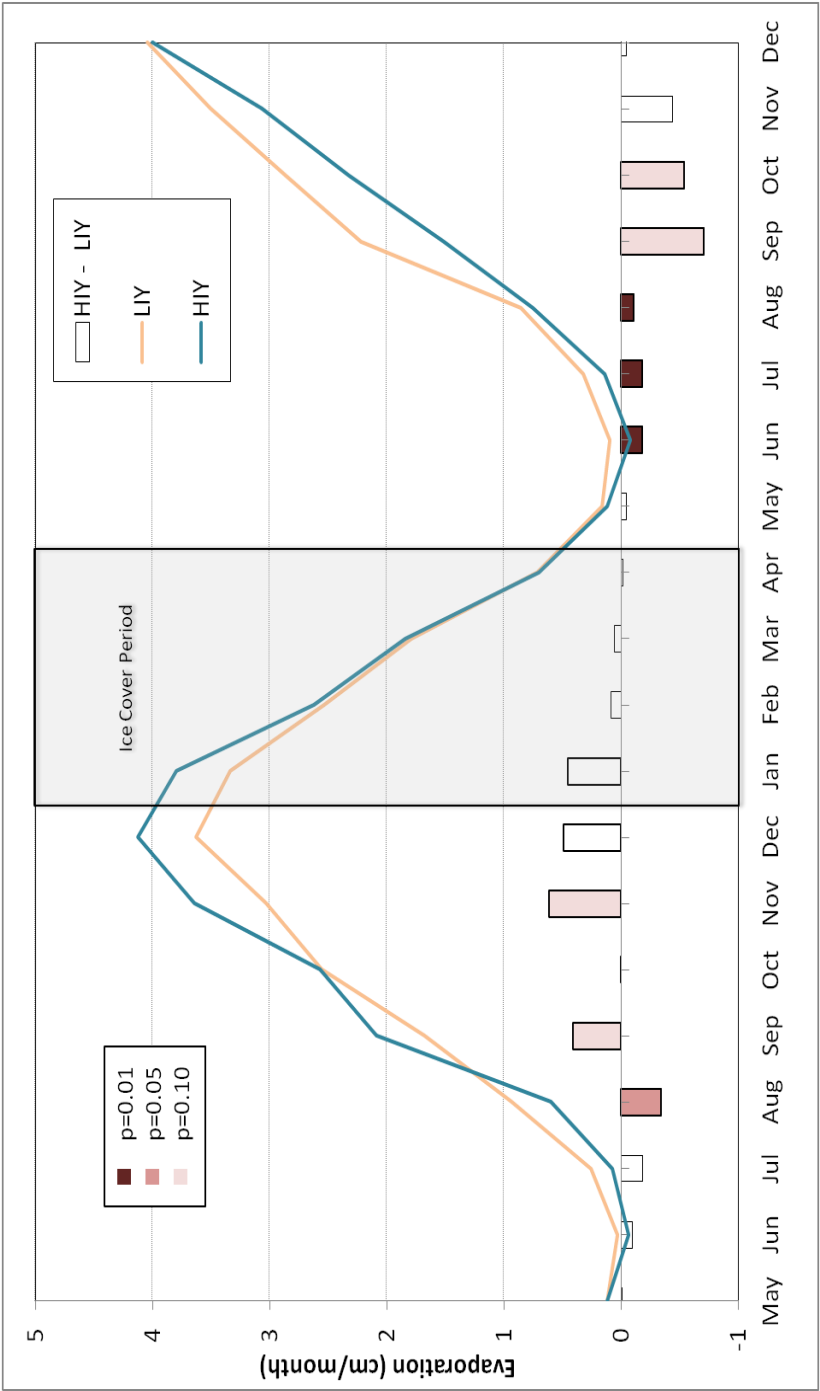 5
4
3
2
1
0
-1
Evaporation (cm/month)
p=0.01
p=0.05
p=0.10
Ice Cover Period
HIY - LIY
LIY
HIY
May
Jun
Jul
Aug
Sep
Oct
Nov
Dec
Jan
Feb
Mar
Apr
May
Jun
Jul
Aug
Sep
Oct
Nov
Dec